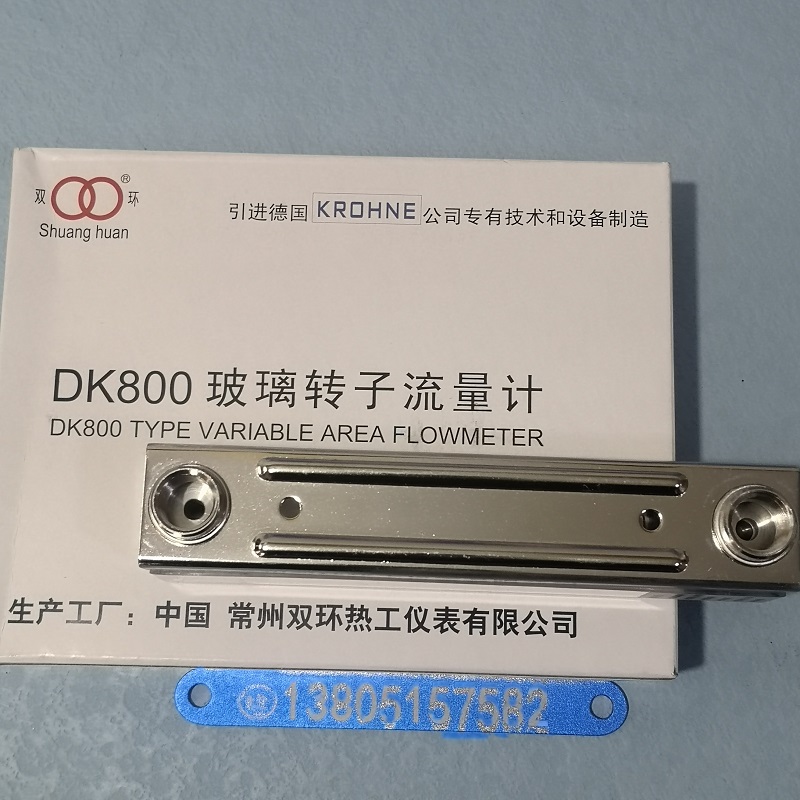 双 环 ®
Shuang huan
引进德国 KROHNE 公司专有技术和设备制造
DK800 玻璃转子流量计
DK800 TYPE VARIABLE AREA FLOWMETER
生产工厂：中国 常州双环热工仪表有限公司
13805157582